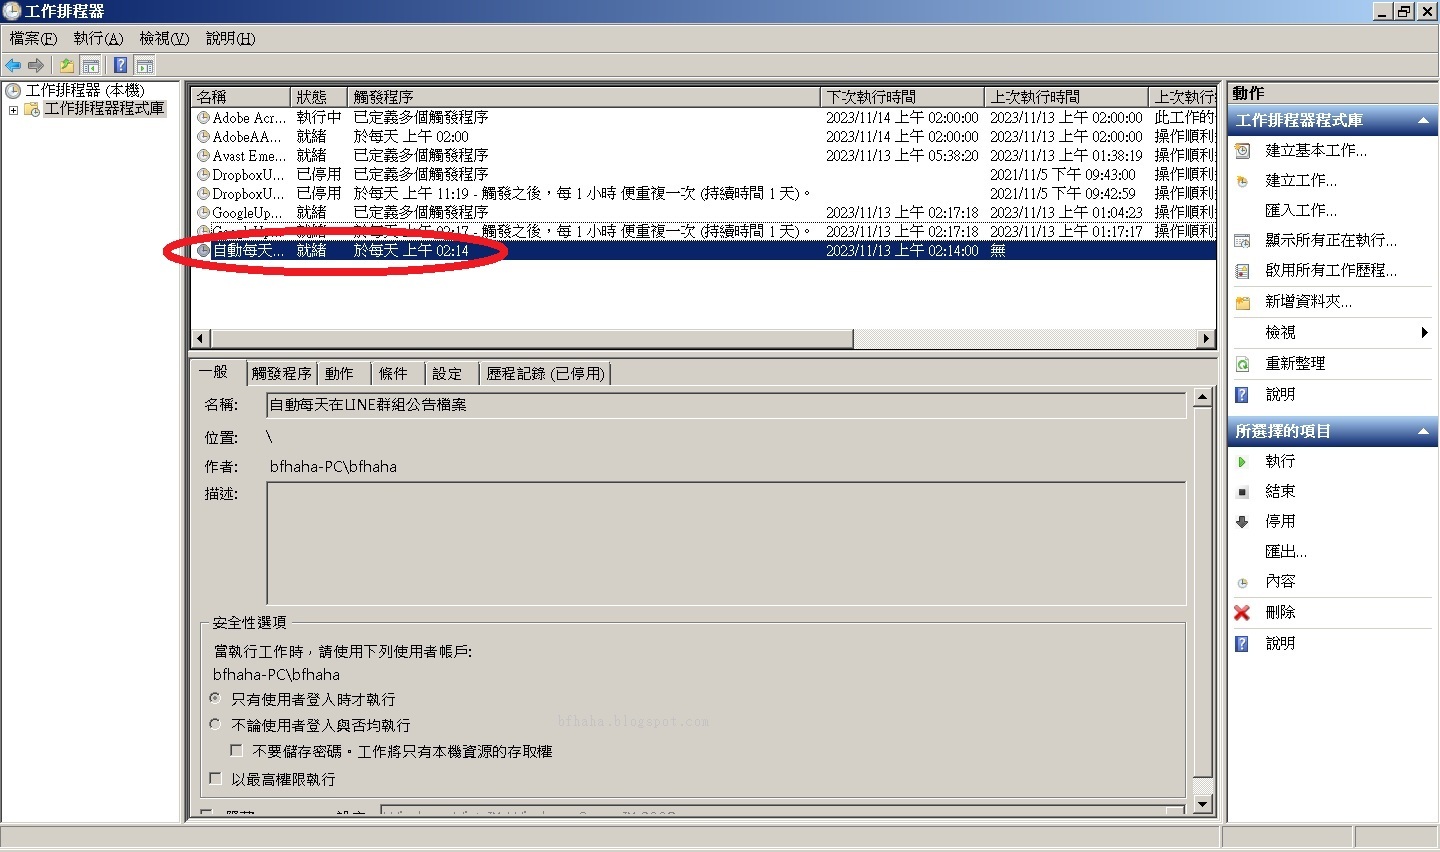 工作排程器
檔案(F) 執行(A) 檢視(V) 說明(H)
工作排程器 (本機)
工作排程器程式庫
名稱 狀態 觸發程序 下次執行時間 上次執行時間 上次執行
Adobe Acr... 執行中 已定義多個觸發程序 2023/11/14 上午 02:00:00 2023/11/13 上午 02:00:00 此工作的
AdobeAA... 就緒 於每天 上午 02:00 2023/11/14 上午 02:00:00 2023/11/13 上午 02:00:00 操作順利
Avast Eme... 就緒 已定義多個觸發程序 2023/11/13 上午 05:38:20 2023/11/13 上午 01:38:19 操作順利
DropboxU... 已停用 已定義多個觸發程序 2021/11/5 下午 09:43:00 操作順利
DropboxU... 已停用 於每天 上午 11:19 - 觸發之後，每 1 小時 便重複一次 (持續時間 1 天)。 2021/11/5 下午 09:42:59 操作順利
GoogleUp... 就緒 已定義多個觸發程序 2023/11/13 上午 02:17:18 2023/11/13 上午 01:04:23 操作順利
GoogleUp... 就緒 於每天 上午 02:17 - 觸發之後，每 1 小時 便重複一次 (持續時間 1 天)。 2023/11/13 上午 02:17:18 2023/11/13 上午 01:17:17 操作順利
自動每天... 就緒 於每天 上午 02:14 2023/11/13 上午 02:14:00 無
一般 觸發程序 動作 條件 設定 歷程記錄 (已停用)
名稱: 自動每天在LINE群組公告檔案
位置: \
作者: bfhaha-PC\bfhaha
描述:
安全性選項
當執行工作時，請使用下列使用者帳戶:
bfhaha-PC\bfhaha
只有使用者登入時才執行
不論使用者登入與否均執行
不要儲存密碼。工作將只有本機資源的存取權
以最高權限執行
bfhaha.blogspot.com
動作
工作排程器程式庫
建立基本工作...
建立工作...
匯入工作...
顯示所有正在執行...
啟用所有工作歷程...
新增資料夾...
檢視
重新整理
說明
所選擇的項目
執行
結束
停用
匯出...
內容
刪除
說明